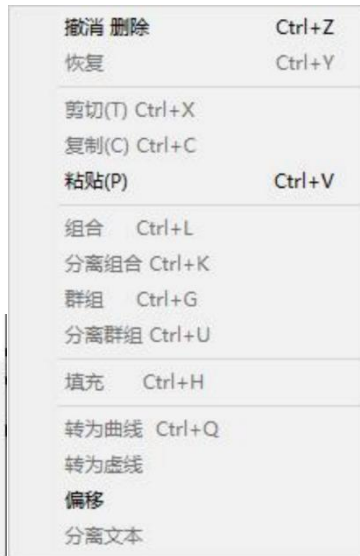 撤消 删除 Ctrl+Z
恢复 Ctrl+Y
剪切(T) Ctrl+X
复制(C) Ctrl+C
粘贴(P) Ctrl+V
组合 Ctrl+L
分离组合 Ctrl+K
群组 Ctrl+G
分离群组 Ctrl+U
填充 Ctrl+H
转为曲线 Ctrl+Q
转为虚线
偏移
分离文本